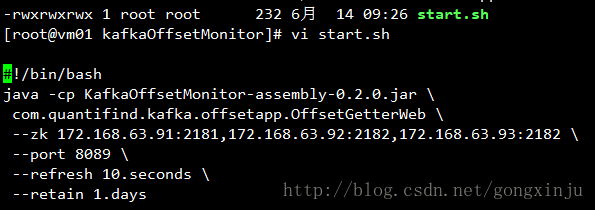 -rwxrwxrwx 1 root root     232 6月  14 09:26 start.sh
[root@vm01 kafkaOffsetMonitor]# vi start.sh
#!/bin/bash
java -cp KafkaOffsetMonitor-assembly-0.2.0.jar \
 com.quantifind.kafka.offsetapp.OffsetGetterWeb \
--zk 172.168.63.91:2181,172.168.63.92:2182,172.168.63.93:2182 \
--port 8089 \
--refresh 10.seconds \
--retain 1.days
http://blog.csdn.net/gongxinju